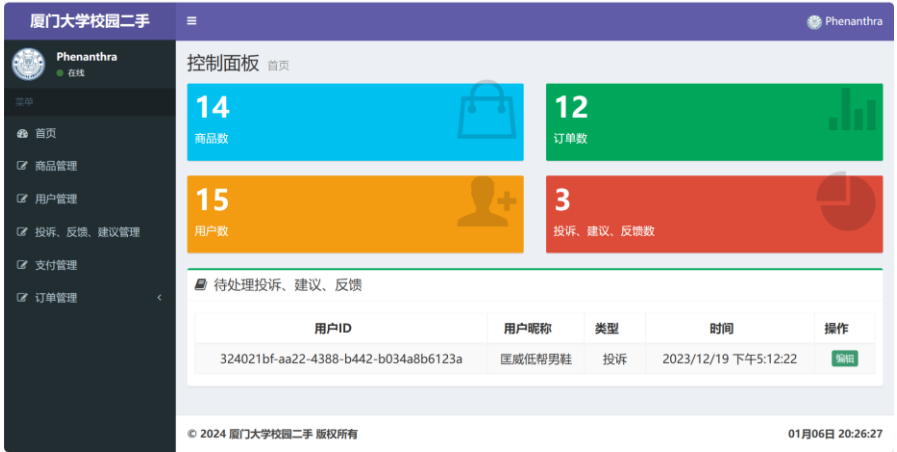 厦门大学校园二手
Phenanthra
Phenanthra
在线
菜单
首页
商品管理
用户管理
投诉、反馈、建议管理
支付管理
订单管理
控制面板 首页
14
商品数
12
订单数
15
用户数
3
投诉、建议、反馈数
待处理投诉、建议、反馈
用户ID 用户昵称 类型 时间 操作
324021bf-aa22-4388-b442-b034a8b6123a 匡威低帮男鞋 投诉 2023/12/19 下午5:12:22 编辑
© 2024 厦门大学校园二手 版权所有 01月06日 20:26:27